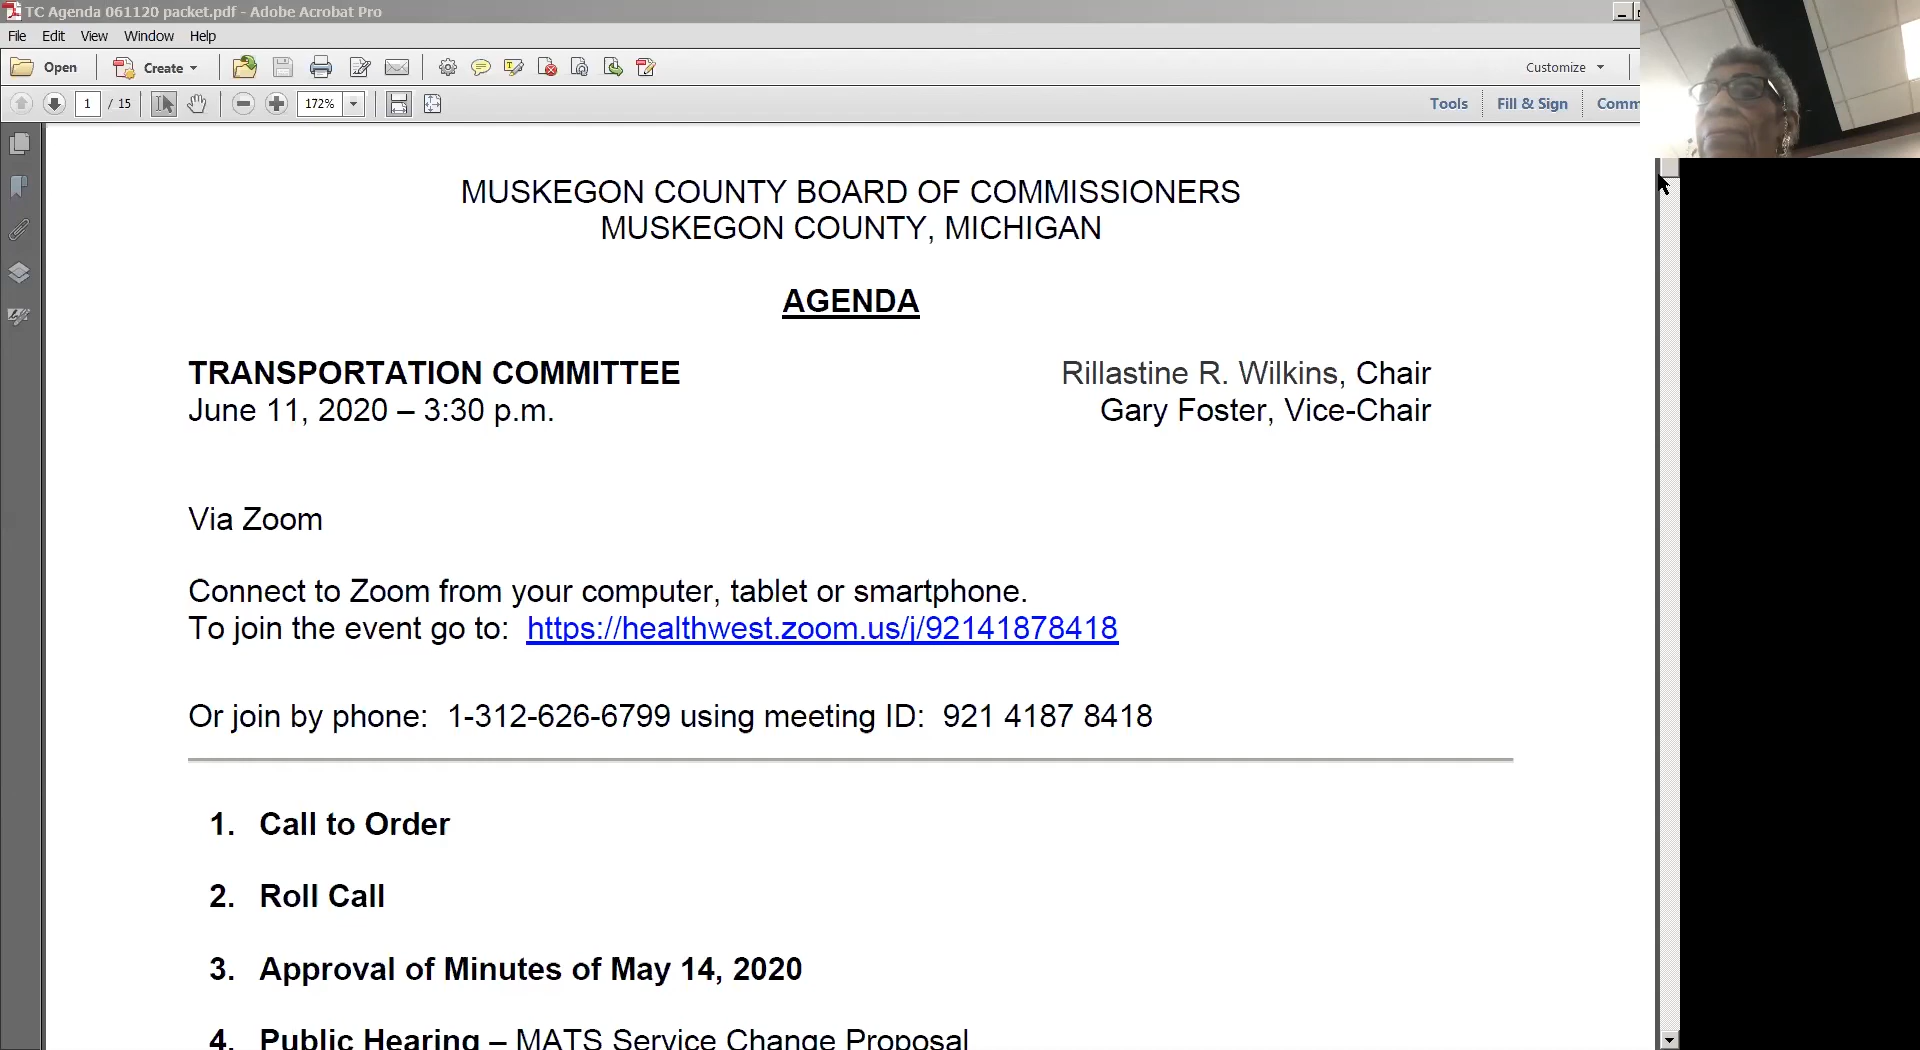 TC Agenda 061120 packet.pdf - Adobe Acrobat Pro
File Edit View Window Help
Open Create Customize
1 / 15 172% Tools Fill & Sign Comm
MUSKEGON COUNTY BOARD OF COMMISSIONERS
MUSKEGON COUNTY, MICHIGAN
AGENDA
TRANSPORTATION COMMITTEE Rillastine R. Wilkins, Chair
June 11, 2020 – 3:30 p.m. Gary Foster, Vice-Chair
Via Zoom
Connect to Zoom from your computer, tablet or smartphone.
To join the event go to: https://healthwest.zoom.us/j/92141878418
Or join by phone: 1-312-626-6799 using meeting ID: 921 4187 8418
1. Call to Order
2. Roll Call
3. Approval of Minutes of May 14, 2020
4. Public Hearing – MATS Service Change Proposal